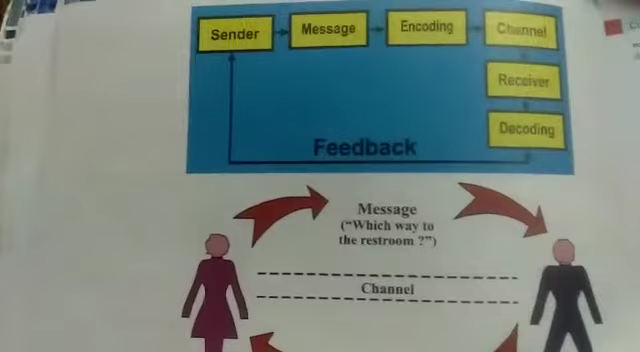 Sender
Message
Encoding
Channel
Receiver
Decoding
Feedback
Message
("Which way to
the restroom ?")
Channel